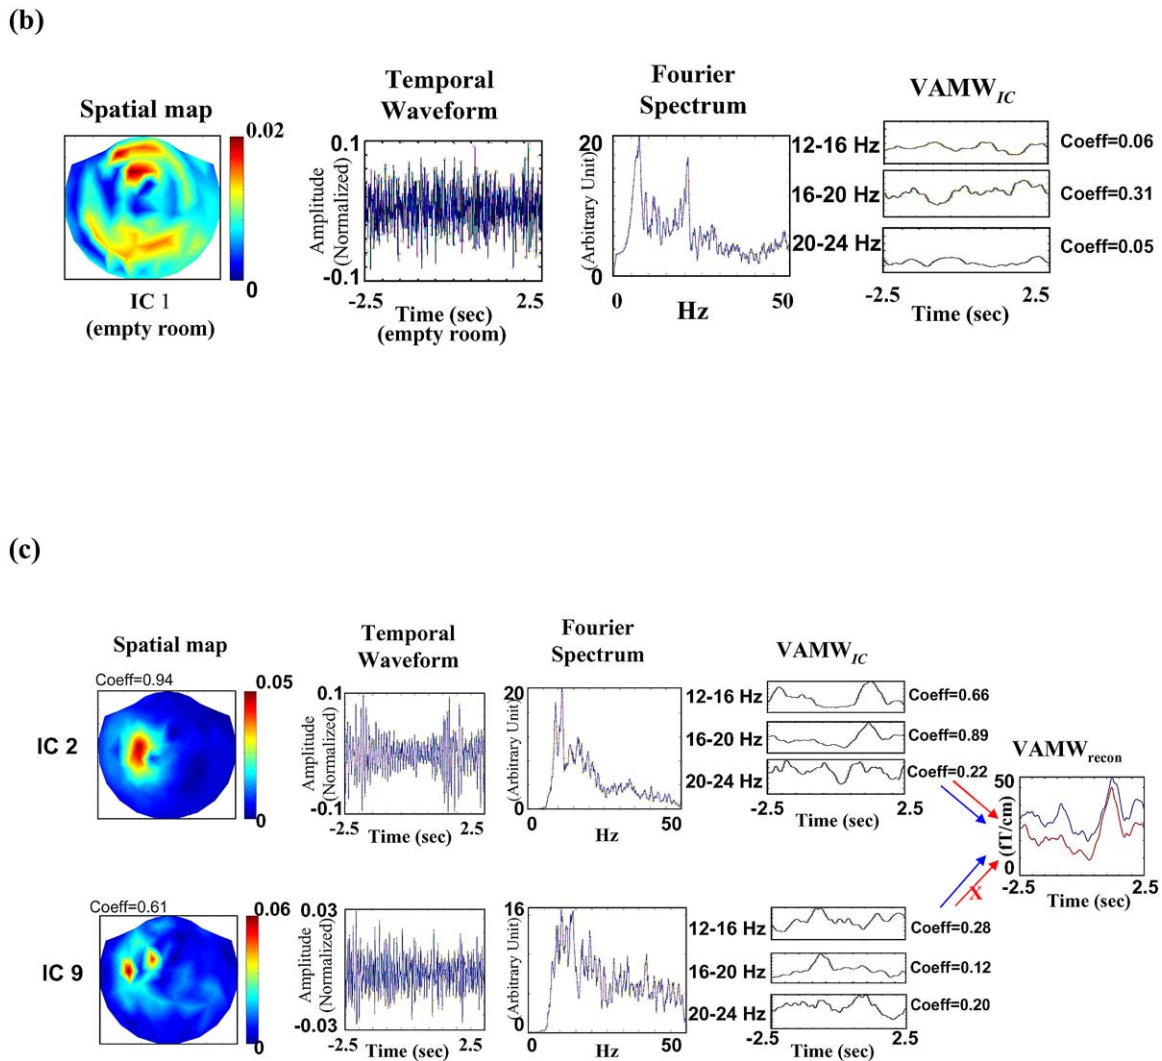 (b)
Spatial map
0.02
0
IC 1
(empty room)
Temporal
Waveform
Amplitude
(Normalized)
0.1
-0.1
-2.5 2.5
Time (sec)
(empty room)
Fourier
Spectrum
(Arbitrary Unit)
20
0
0 50
Hz
VAMWIC
12-16 Hz Coeff=0.06
16-20 Hz Coeff=0.31
20-24 Hz Coeff=0.05
-2.5 2.5
Time (sec)
(c)
Spatial map
Coeff=0.94
IC 2
0.05
0
Temporal
Waveform
Amplitude
(Normalized)
0.1
-0.1
-2.5 2.5
Time (sec)
Fourier
Spectrum
(Arbitrary Unit)
20
0
0 50
Hz
VAMWIC
12-16 Hz Coeff=0.66
16-20 Hz Coeff=0.89
20-24 Hz Coeff=0.22
-2.5 2.5
Time (sec)
VAMWrecon
(fT/cm)
50
0
-2.5 2.5
Time (sec)
X
Coeff=0.61
IC 9
0.06
0
Amplitude
(Normalized)
0.03
-0.03
-2.5 2.5
Time (sec)
(Arbitrary Unit)
16
0
0 50
Hz
12-16 Hz Coeff=0.28
16-20 Hz Coeff=0.12
20-24 Hz Coeff=0.20
-2.5 2.5
Time (sec)